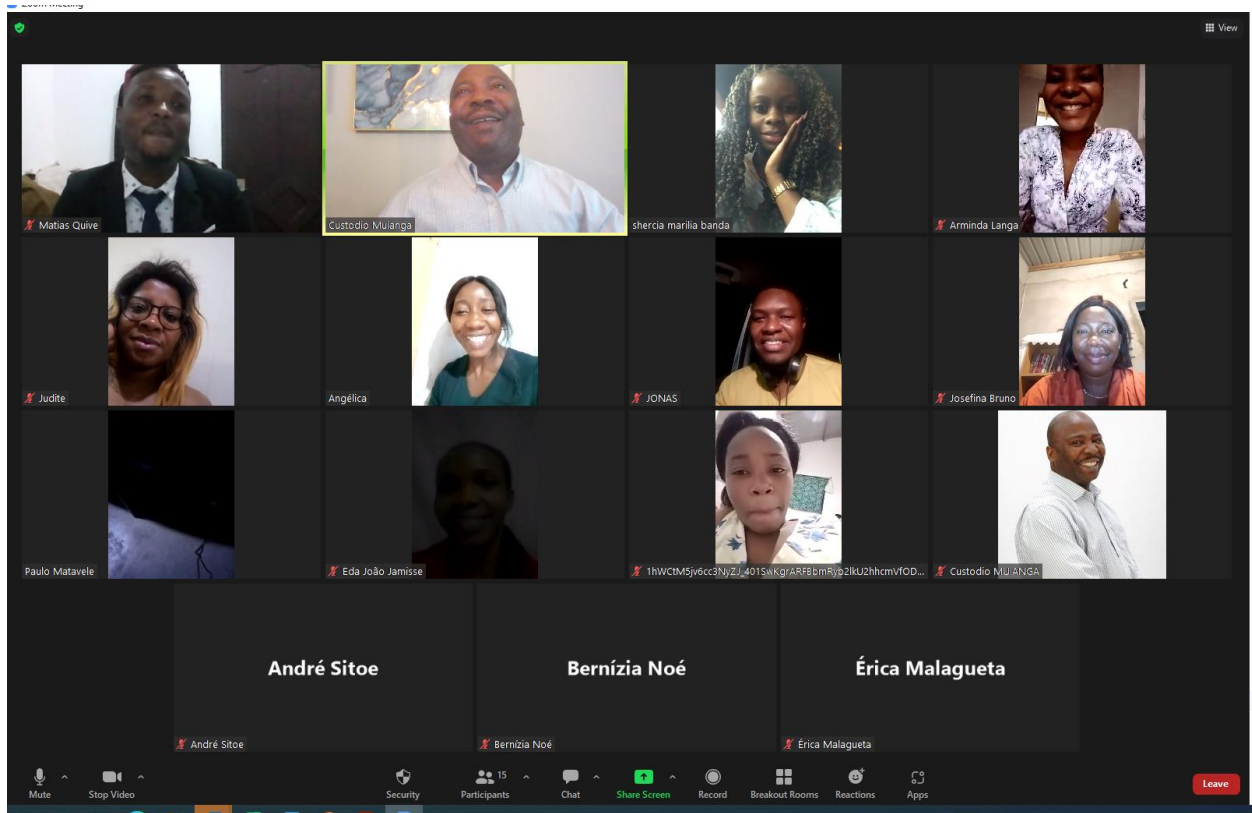 Zoom Meeting
View
Matias Quive
Custodio Muianga
shercia marilia banda
Arminda Langa
Judite
Angélica
JONAS
Josefina Bruno
Paulo Matavele
Eda João Jamisse
Custodio MUIANGA
André Sitoe
Bernízia Noé
Érica Malagueta
André Sitoe
Bernízia Noé
Érica Malagueta
15
Mute
Stop Video
Security
Participants
Chat
Share Screen
Record
Breakout Rooms
Reactions
Apps
Leave